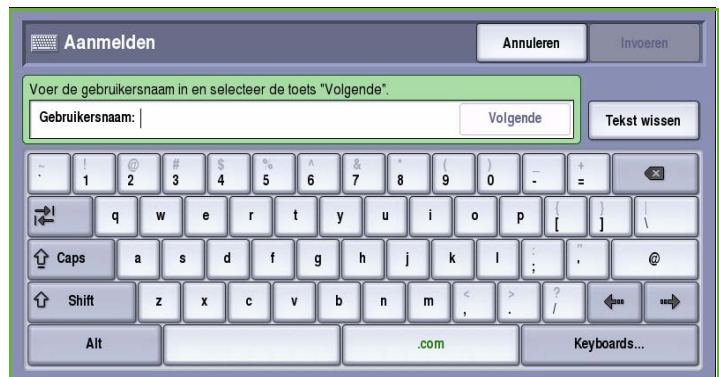 Aanmelden
Annuleren
Invoeren
Voer de gebruikersnaam in en selecteer de toets "Volgende".
Gebruikersnaam:
Volgende
Tekst wissen
~ ! @ # $ % ^ & * ( ) _ +
` 1 2 3 4 5 6 7 8 9 0 - =
q w e r t y u i o p { [ } ] | \
Caps a s d f g h j k l : ; " ' @
Shift z x c v b n m < , > . ? /
Alt .com Keyboards...